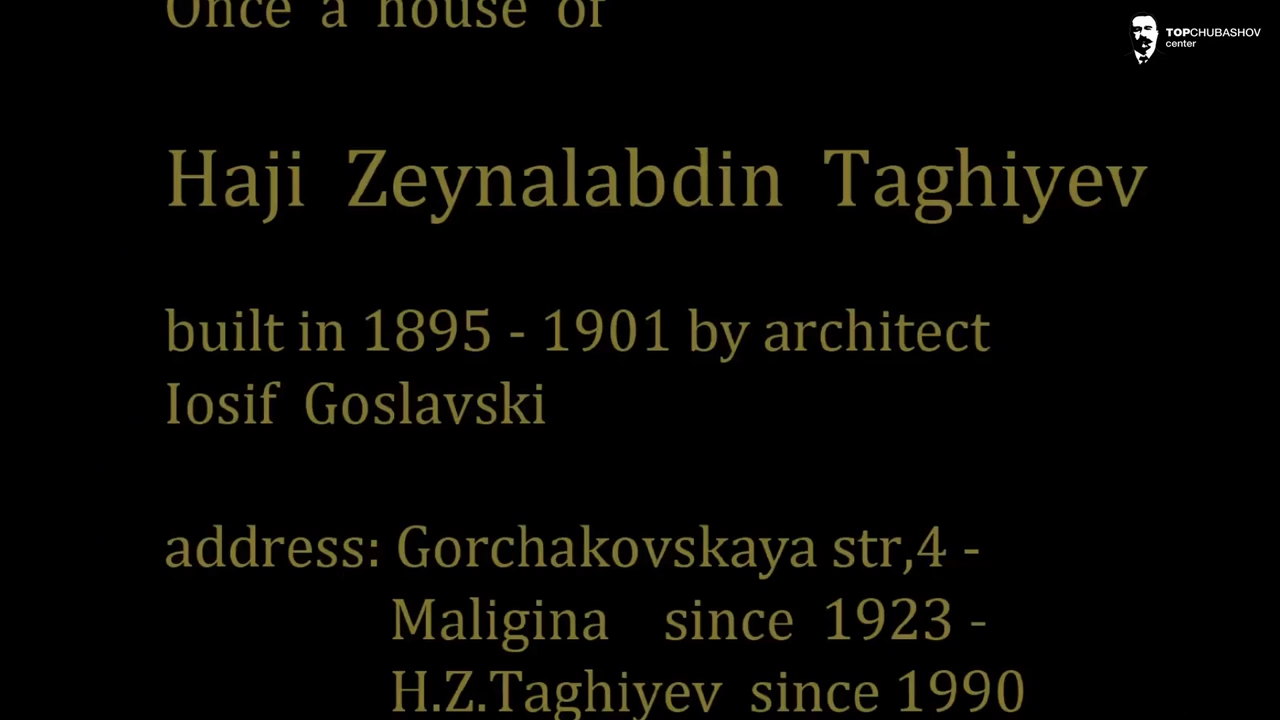 Once a house of
TOPCHUBASHOV
center
Haji Zeynalabdin Taghiyev
built in 1895 - 1901 by architect
Iosif Goslavski
address: Gorchakovskaya str,4 -
Maligina since 1923 -
H.Z.Taghiyev since 1990